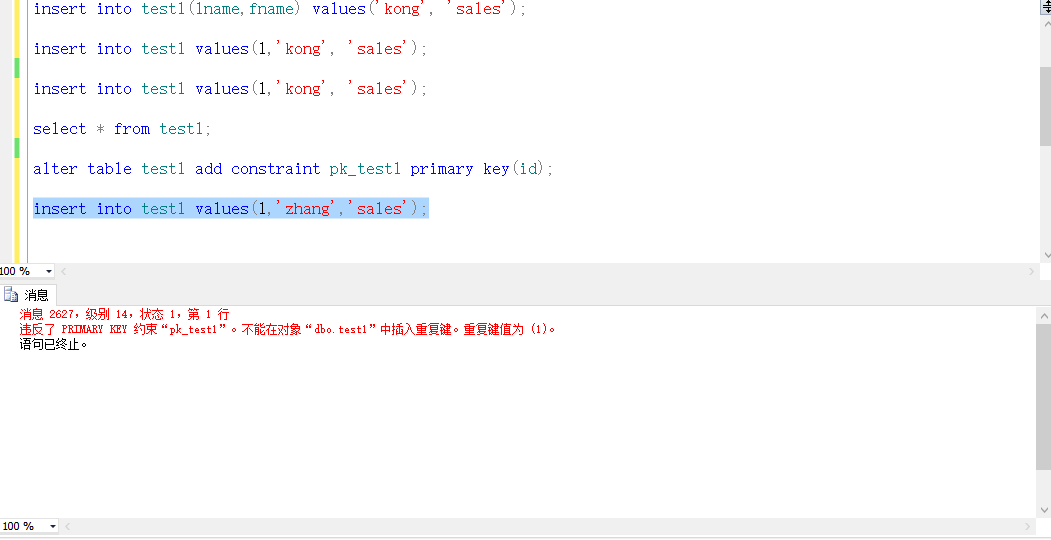 insert into test1(lname,fname) values('kong', 'sales');
insert into test1 values(1,'kong', 'sales');
insert into test1 values(1,'kong', 'sales');
select * from test1;
alter table test1 add constraint pk_test1 primary key(id);
insert into test1 values(1,'zhang','sales');
100 %
消息
消息 2627，级别 14，状态 1，第 1 行
违反了 PRIMARY KEY 约束“pk_test1”。不能在对象“dbo.test1”中插入重复键。重复键值为 (1)。
语句已终止。
100 %